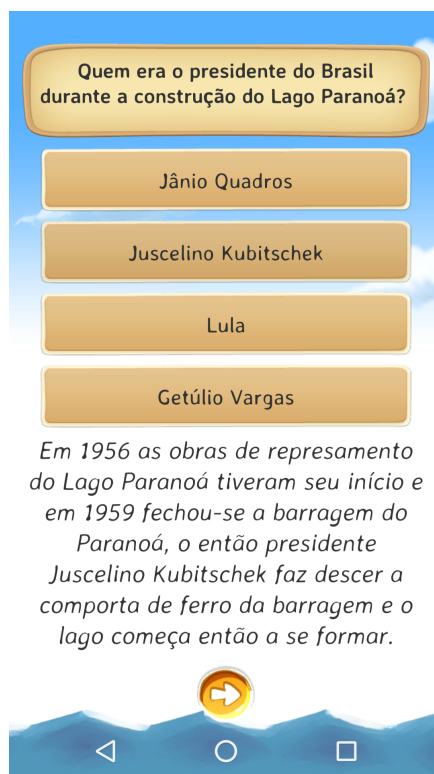 Quem era o presidente do Brasil
durante a construção do Lago Paranoá?
Jânio Quadros
Juscelino Kubitschek
Lula
Getúlio Vargas
Em 1956 as obras de represamento
do Lago Paranoá tiveram seu início e
em 1959 fechou-se a barragem do
Paranoá, o então presidente
Juscelino Kubitschek faz descer a
comporta de ferro da barragem e o
lago começa então a se formar.